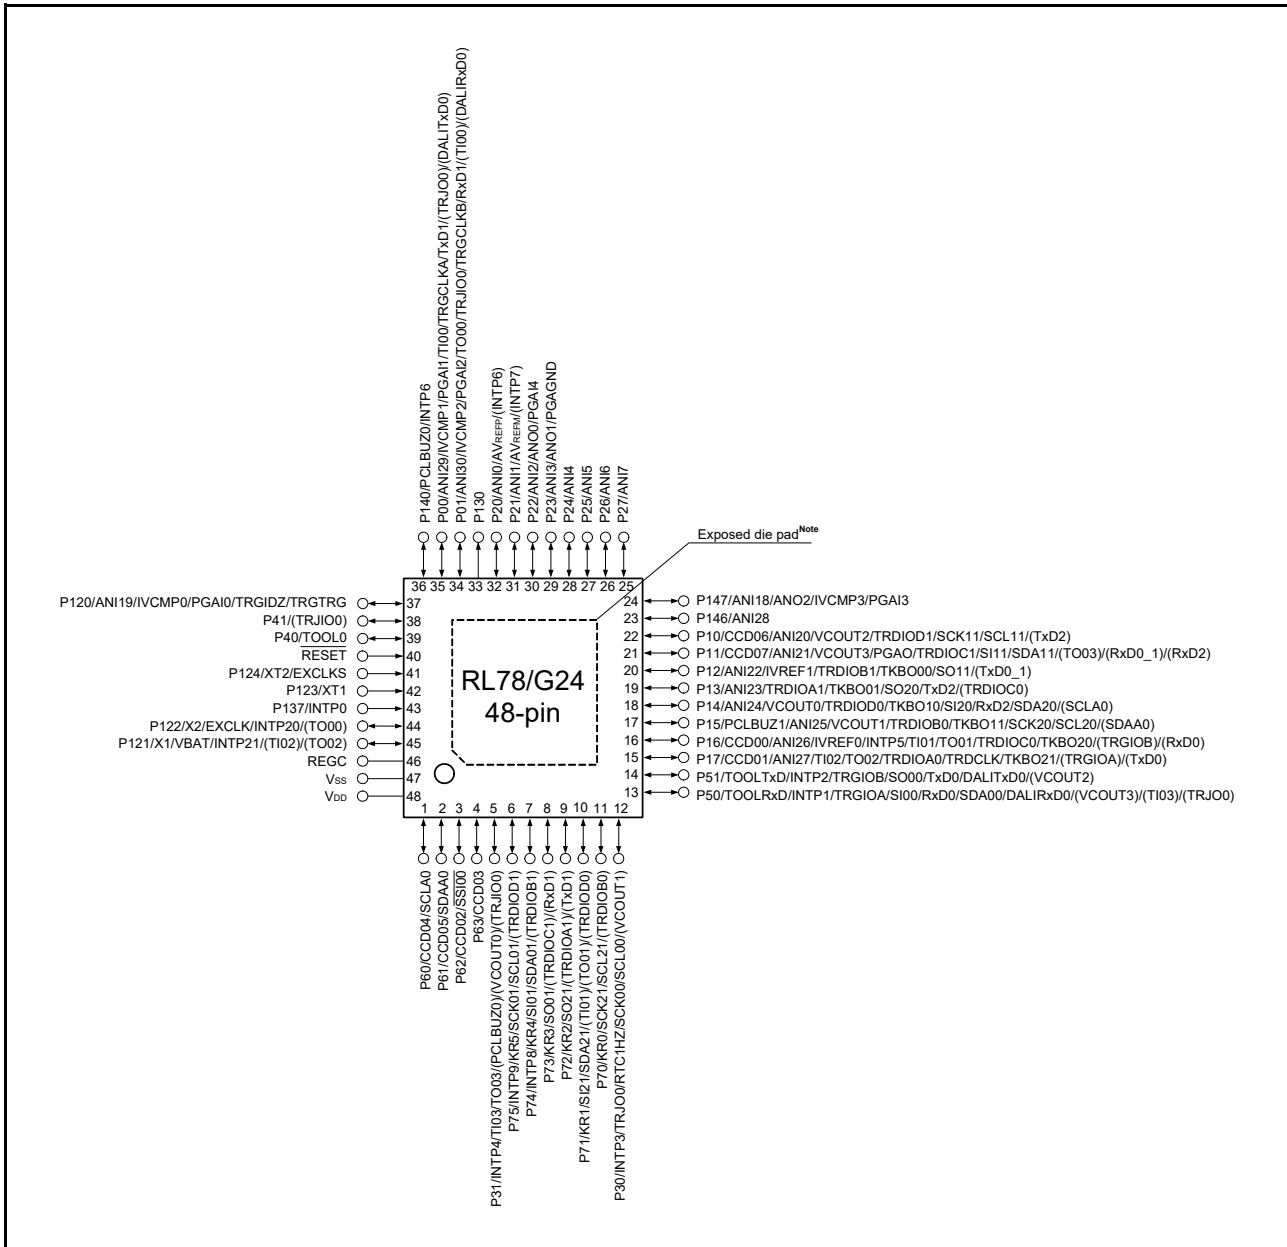 P140/PCLBUZ0/INTP6
P00/ANI29/IVCMP1/PGAI1/TI00/TRGCLKA/TxD1/(TRJO0)/(DALITxD0)
P01/ANI30/IVCMP2/PGAI2/TO00/TRJIO0/TRGCLKB/RxD1/(TI00)/(DALIRxD0)
P130
P20/ANI0/AVREFP/(INTP6)
P21/ANI1/AVREFM/(INTP7)
P22/ANI2/ANO0/PGAI4
P23/ANI3/ANO1/PGAGND
P24/ANI4
P25/ANI5
P26/ANI6
P27/ANI7
Exposed die pad Note
36 35 34 33 32 31 30 29 28 27 26 25
P120/ANI19/IVCMP0/PGAI0/TRGIDZ/TRGTRG 37
P41/(TRJIO0) 38
P40/TOOL0 39
RESET 40
P124/XT2/EXCLKS 41
P123/XT1 42
P137/INTP0 43
P122/X2/EXCLK/INTP20/(TO00) 44
P121/X1/VBAT/INTP21/(TI02)/(TO02) 45
REGC 46
VSS 47
VDD 48
RL78/G24
48-pin
24 P147/ANI18/ANO2/IVCMP3/PGAI3
23 P146/ANI28
22 P10/CCD06/ANI20/VCOUT2/TRDIOD1/SCK11/SCL11/(TxD2)
21 P11/CCD07/ANI21/VCOUT3/PGAO/TRDIOC1/SI11/SDA11/(TO03)/(RxD0_1)/(RxD2)
20 P12/ANI22/IVREF1/TRDIOB1/TKBO00/SO11/(TxD0_1)
19 P13/ANI23/TRDIOA1/TKBO01/SO20/TxD2/(TRDIOC0)
18 P14/ANI24/VCOUT0/TRDIOD0/TKBO10/SI20/RxD2/SDA20/(SCLA0)
17 P15/PCLBUZ1/ANI25/VCOUT1/TRDIOB0/TKBO11/SCK20/SCL20/(SDAA0)
16 P16/CCD00/ANI26/IVREF0/INTP5/TI01/TO01/TRDIOC0/TKBO20/(TRGIOB)/(RxD0)
15 P17/CCD01/ANI27/TI02/TO02/TRDIOA0/TRDCLK/TKBO21/(TRGIOA)/(TxD0)
14 P51/TOOLTxD/INTP2/TRGIOB/SO00/TxD0/DALITxD0/(VCOUT2)
13 P50/TOOLRxD/INTP1/TRGIOA/SI00/RxD0/SDA00/DALIRxD0/(VCOUT3)/(TI03)/(TRJO0)
1 2 3 4 5 6 7 8 9 10 11 12
P60/CCD04/SCLA0
P61/CCD05/SDAA0
P62/CCD02/SSI00
P63/CCD03
P31/INTP4/TI03/TO03/(PCLBUZ0)/(VCOUT0)/(TRJIO0)
P75/INTP9/KR5/SCK01/SCL01/(TRDIOD1)
P74/INTP8/KR4/SI01/SDA01/(TRDIOB1)
P73/KR3/SO01/(TRDIOC1)/(RxD1)
P72/KR2/SO21/(TRDIOA1)/(TxD1)
P71/KR1/SI21/SDA21/(TI01)/(TO01)/(TRDIOD0)
P70/KR0/SCK21/SCL21/(TRDIOB0)
P30/INTP3/TRJO0/RTC1HZ/SCK00/SCL00/(VCOUT1)